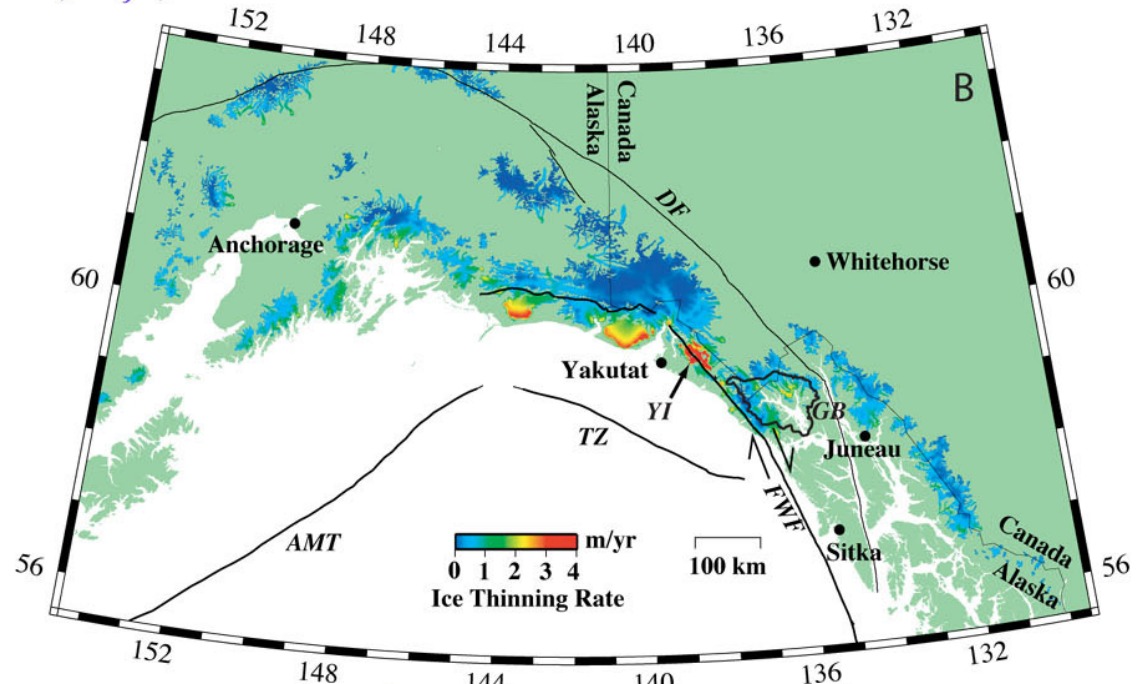 152
148
144
140
136
132
B
Alaska
Canada
DF
Anchorage
Whitehorse
60
60
Yakutat
YI
GB
TZ
Juneau
FWF
AMT
m/yr
0 1 2 3 4
Ice Thinning Rate
100 km
Sitka
Canada
Alaska
56
56
152
148
144
140
136
132